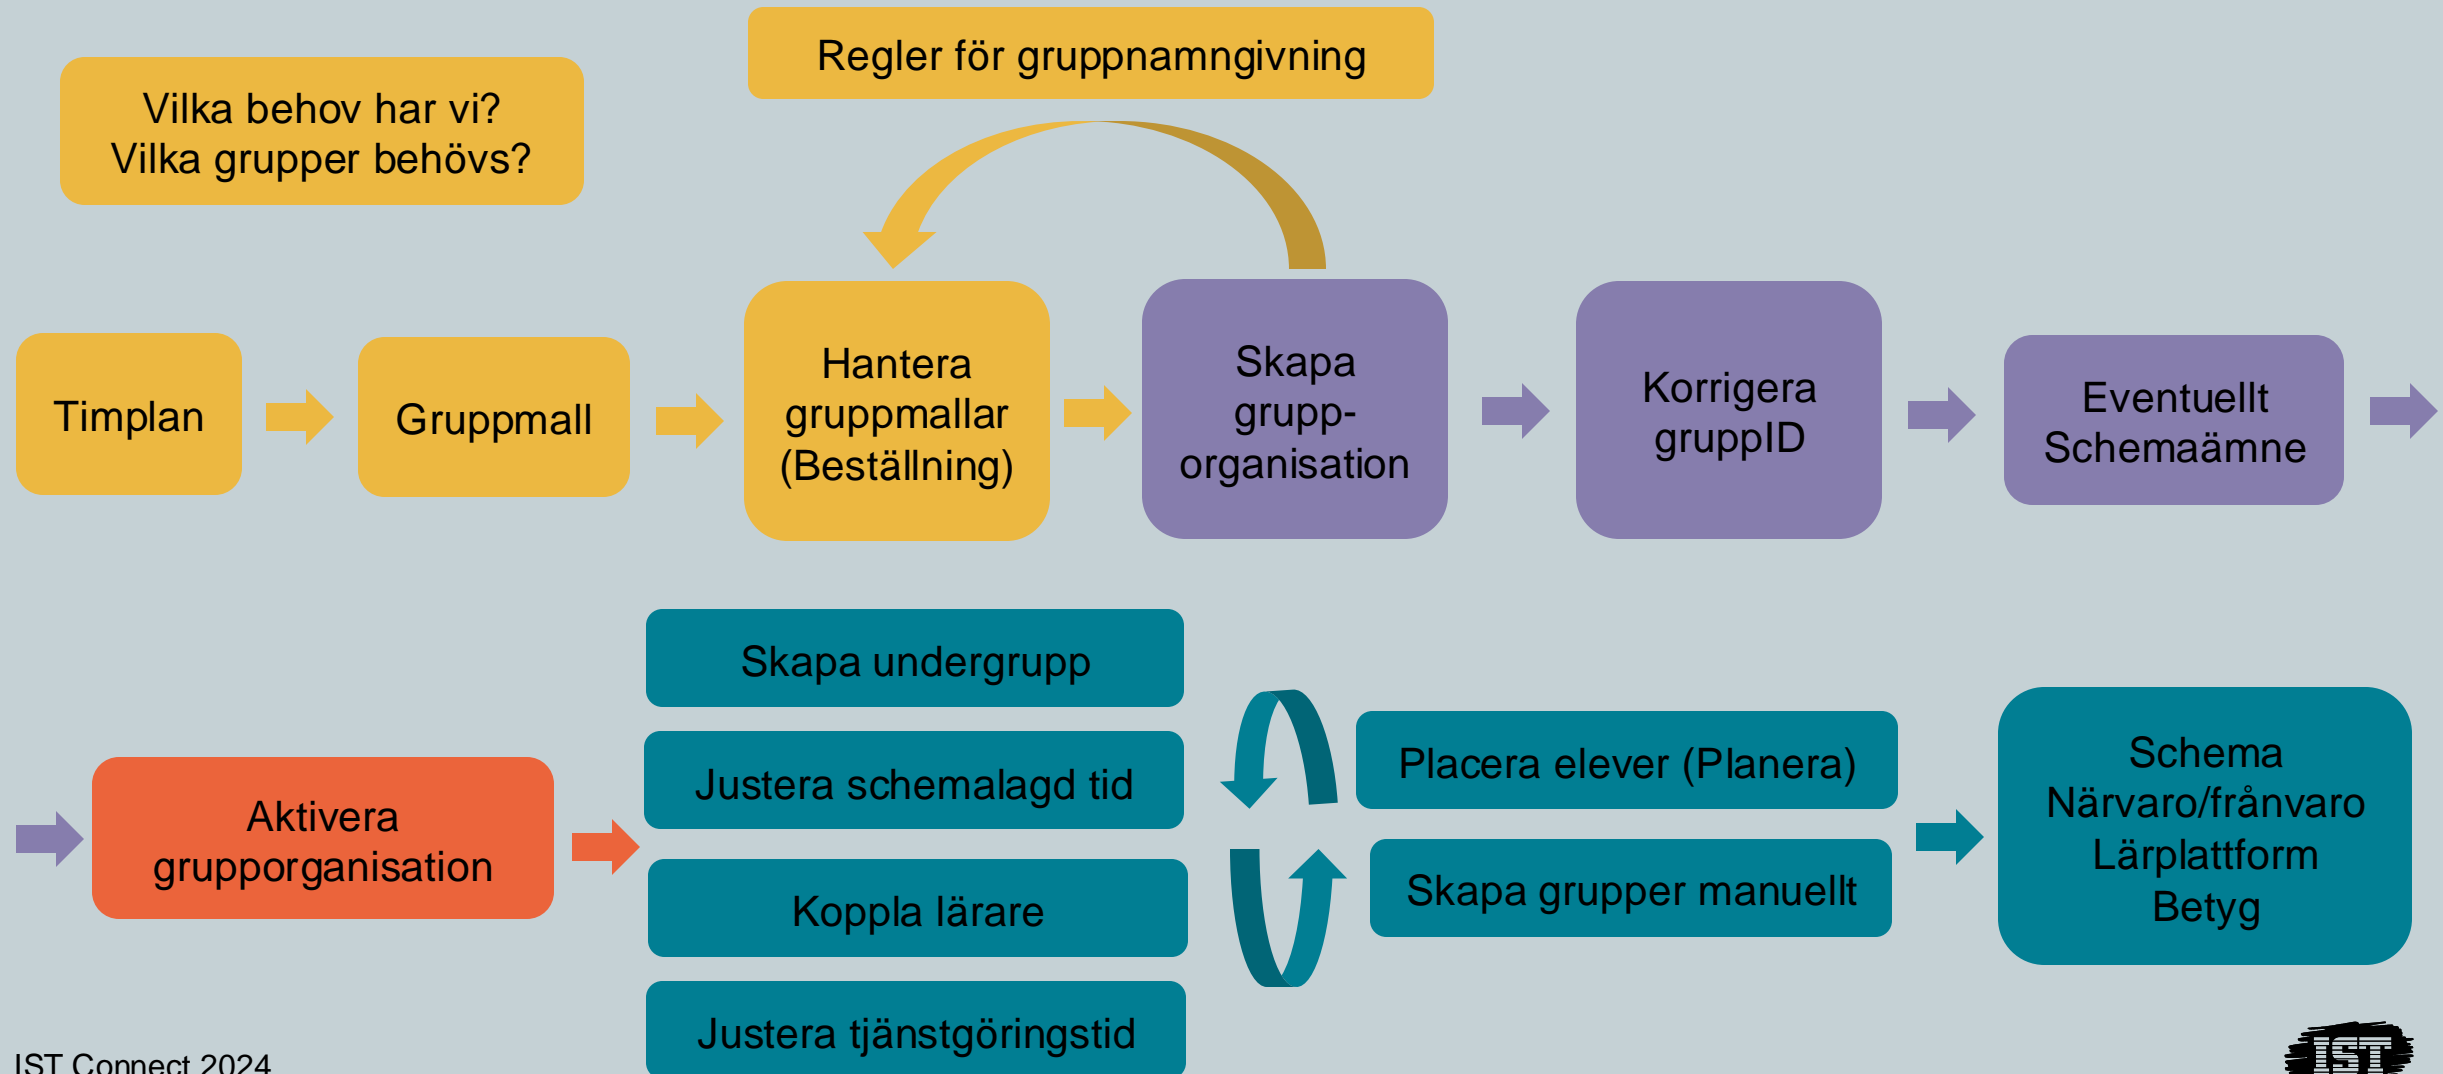 Regler för gruppnamngivning
Vilka behov har vi?
Vilka grupper behövs?
Timplan
Gruppmall
Hantera
gruppmallar
(Beställning)
Skapa
grupp-
organisation
Korrigera
gruppID
Eventuellt
Schemaämne
Aktivera
grupporganisation
Skapa undergrupp
Justera schemalagd tid
Koppla lärare
Justera tjänstgöringstid
Placera elever (Planera)
Skapa grupper manuellt
Schema
Närvaro/frånvaro
Lärplattform
Betyg
IST Connect 2024
IST